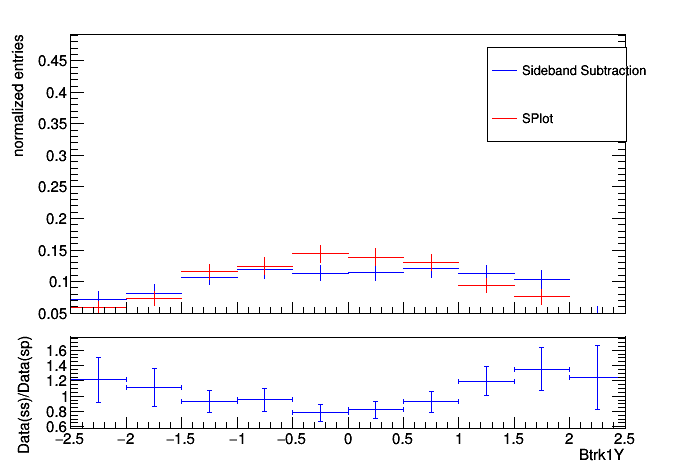 normalized entries
0.45
0.4
0.35
0.3
0.25
0.2
0.15
0.1
0.05
Sideband Subtraction
SPlot
Data(ss)/Data(sp)
1.6
1.4
1.2
1
0.8
0.6
−2.5 −2 −1.5 −1 −0.5 0 0.5 1 1.5 2 2.5
Btrk1Y